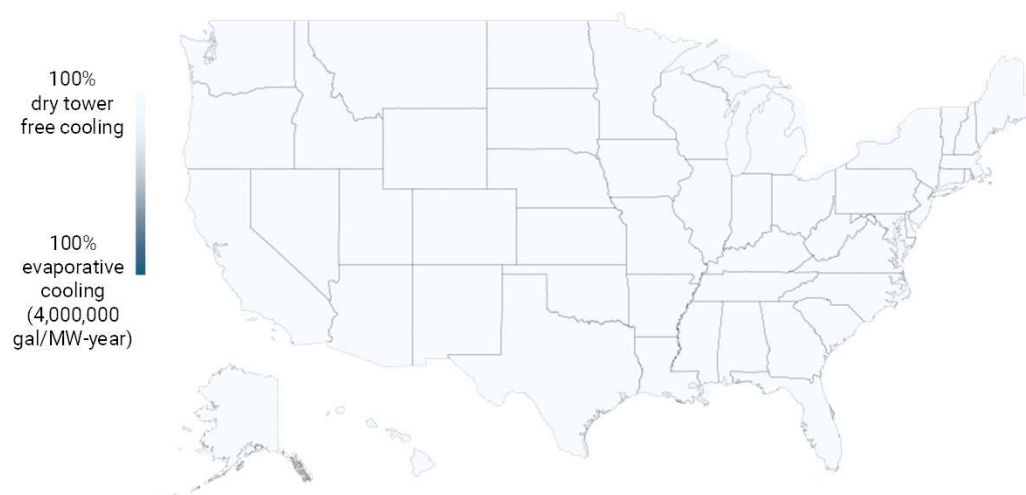 100%
dry tower
free cooling
100%
evaporative
cooling
(4,000,000
gal/MW-year)